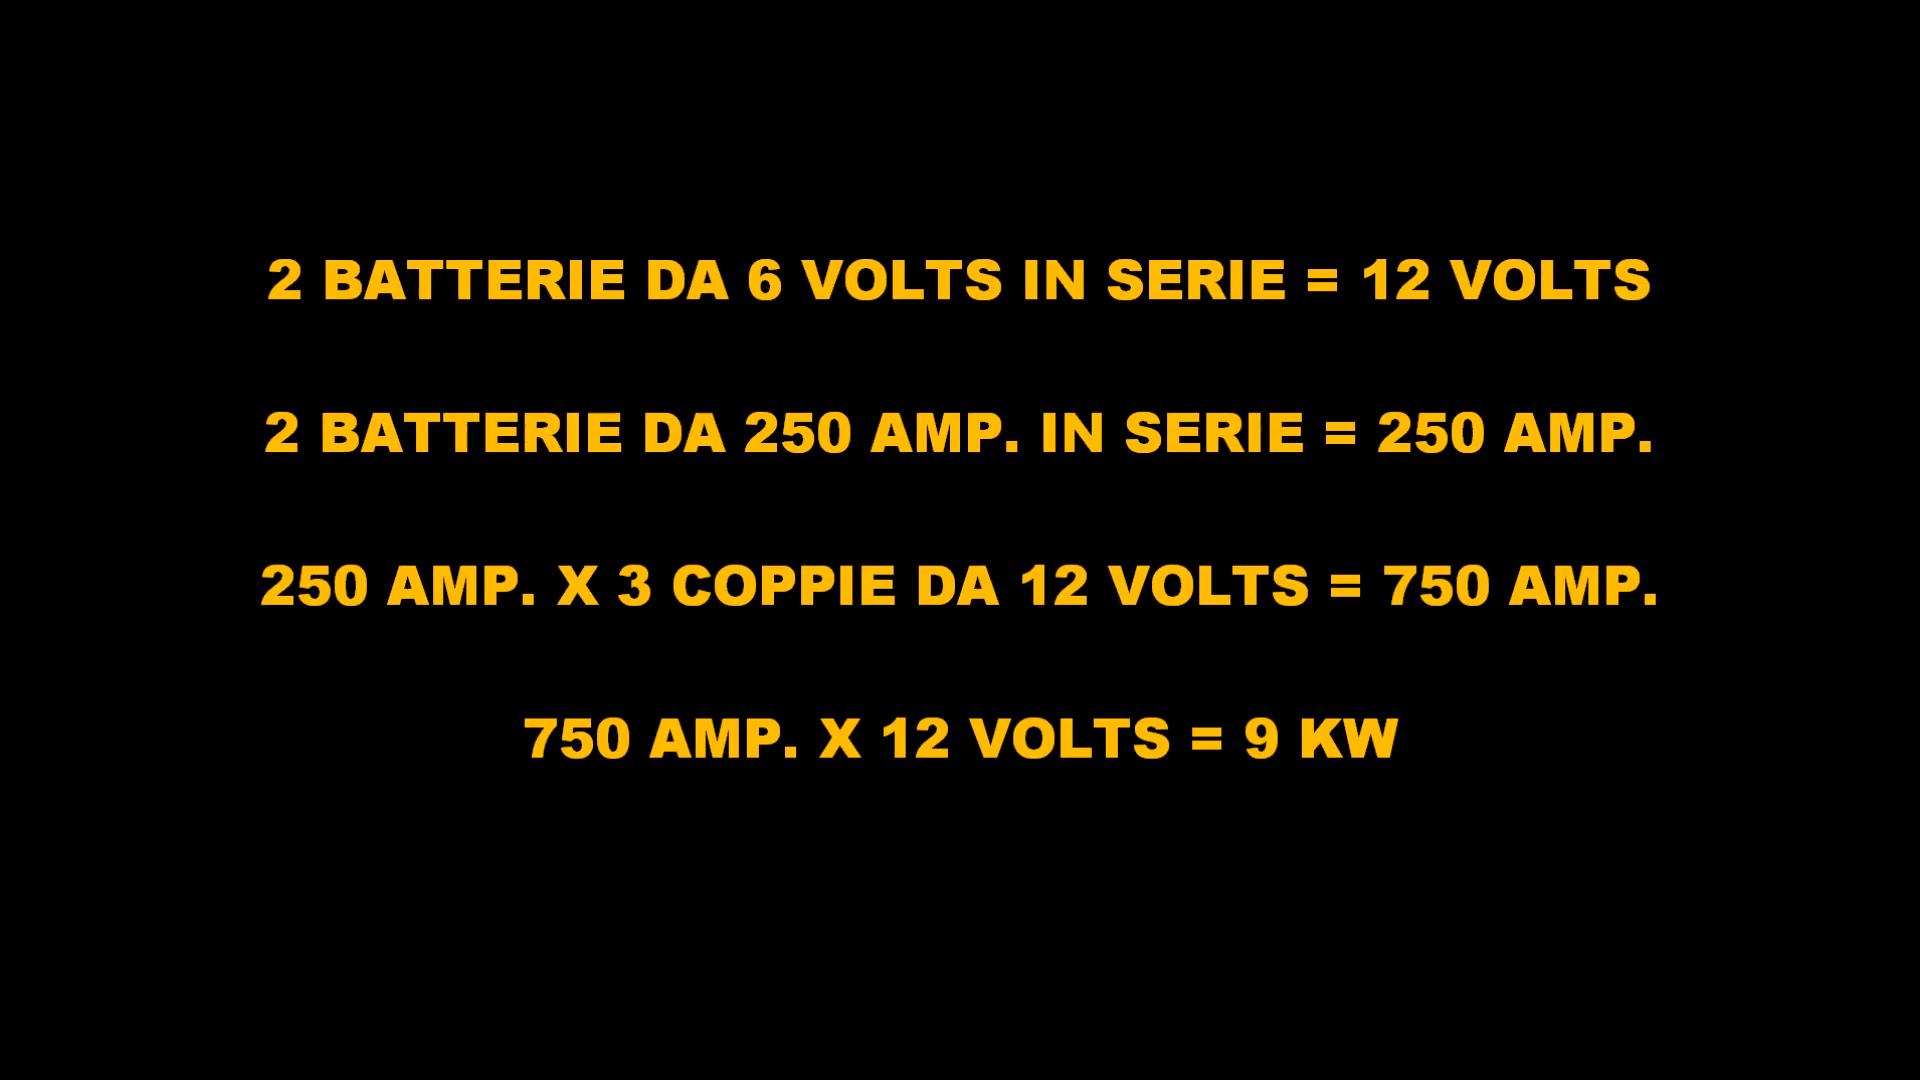 2 BATTERIE DA 6 VOLTS IN SERIE = 12 VOLTS
2 BATTERIE DA 250 AMP. IN SERIE = 250 AMP.
250 AMP. X 3 COPPIE DA 12 VOLTS = 750 AMP.
750 AMP. X 12 VOLTS = 9 KW